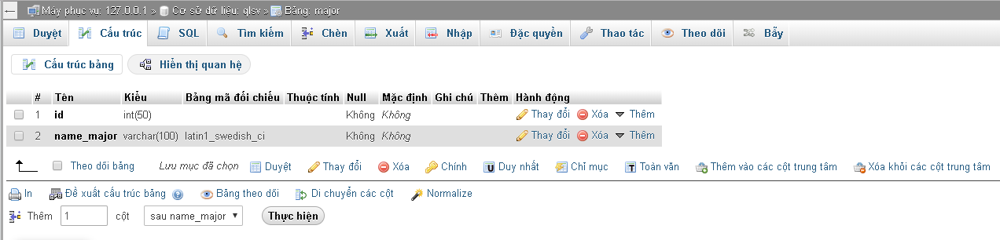 Máy phục vụ: 127.0.0.1 » Cơ sở dữ liệu: qlsv » Bảng: major
Duyệt Cấu trúc SQL Tìm kiếm Chèn Xuất Nhập Đặc quyền Thao tác Theo dõi Bẫy
Cấu trúc bảng Hiển thị quan hệ
# Tên Kiểu Bảng mã đối chiếu Thuộc tính Null Mặc định Ghi chú Thêm Hành động
1 id int(50) Không Không Thay đổi Xóa Thêm
2 name_major varchar(100) latin1_swedish_ci Không Không Thay đổi Xóa Thêm
Theo dõi bảng Lưu mục đã chọn Duyệt Thay đổi Xóa Chính Duy nhất Chỉ mục Toàn văn Thêm vào các cột trung tâm Xóa khỏi các cột trung tâm
In Đề xuất cấu trúc bảng Bảng theo dõi Di chuyển các cột Normalize
Thêm 1 cột sau name_major Thực hiện